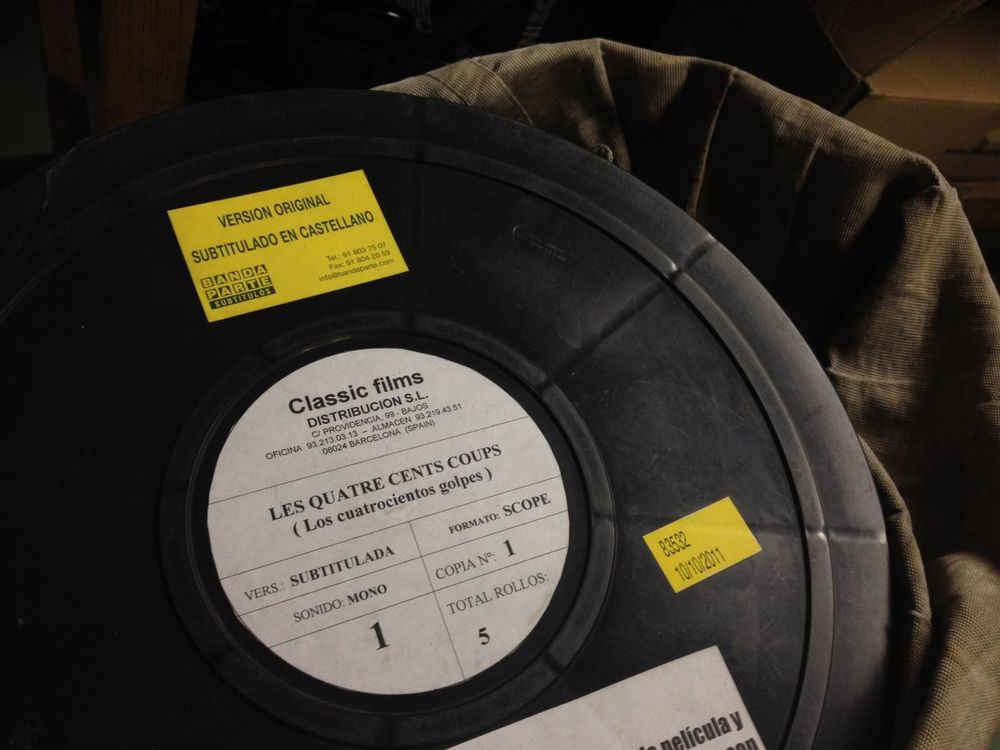 VERSION ORIGINAL
SUBTITULADO EN CASTELLANO
BANDA
PARTE
SUBTITULOS
Tel.: 91 803 75 07
Fax: 91 804 20 59
info@bandaparte.com
Classic films
DISTRIBUCION S.L.
C/ PROVIDENCIA, 99 - BAJOS
OFICINA 93.213.03.13 – ALMACEN 93.219.43.51
08024 BARCELONA (SPAIN)
LES QUATRE CENTS COUPS
( Los cuatrocientos golpes )
VERS.: SUBTITULADA
FORMATO: SCOPE
SONIDO: MONO
COPIA Nº: 1
1
TOTAL ROLLOS:
5
83532
10/10/2011
película y